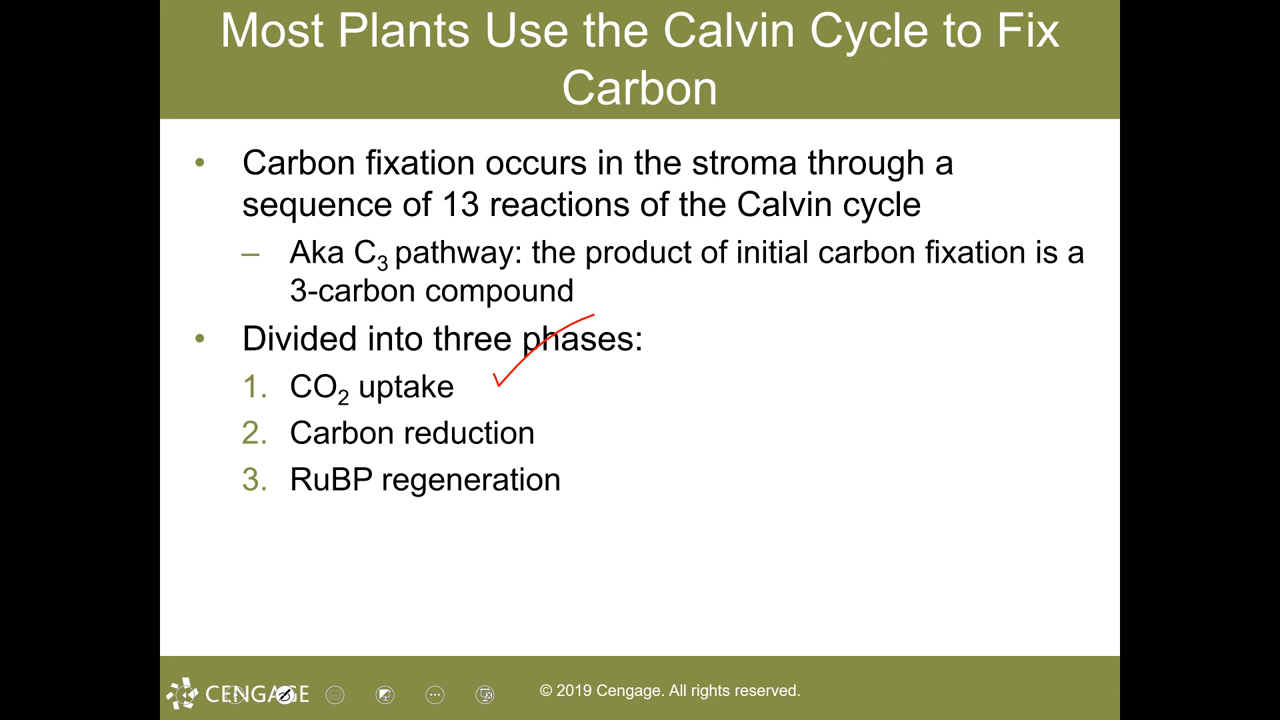 Most Plants Use the Calvin Cycle to Fix
Carbon
• Carbon fixation occurs in the stroma through a
sequence of 13 reactions of the Calvin cycle
– Aka C₃ pathway: the product of initial carbon fixation is a
3-carbon compound
• Divided into three phases:
1. CO₂ uptake
2. Carbon reduction
3. RuBP regeneration
CENGAGE
© 2019 Cengage. All rights reserved.